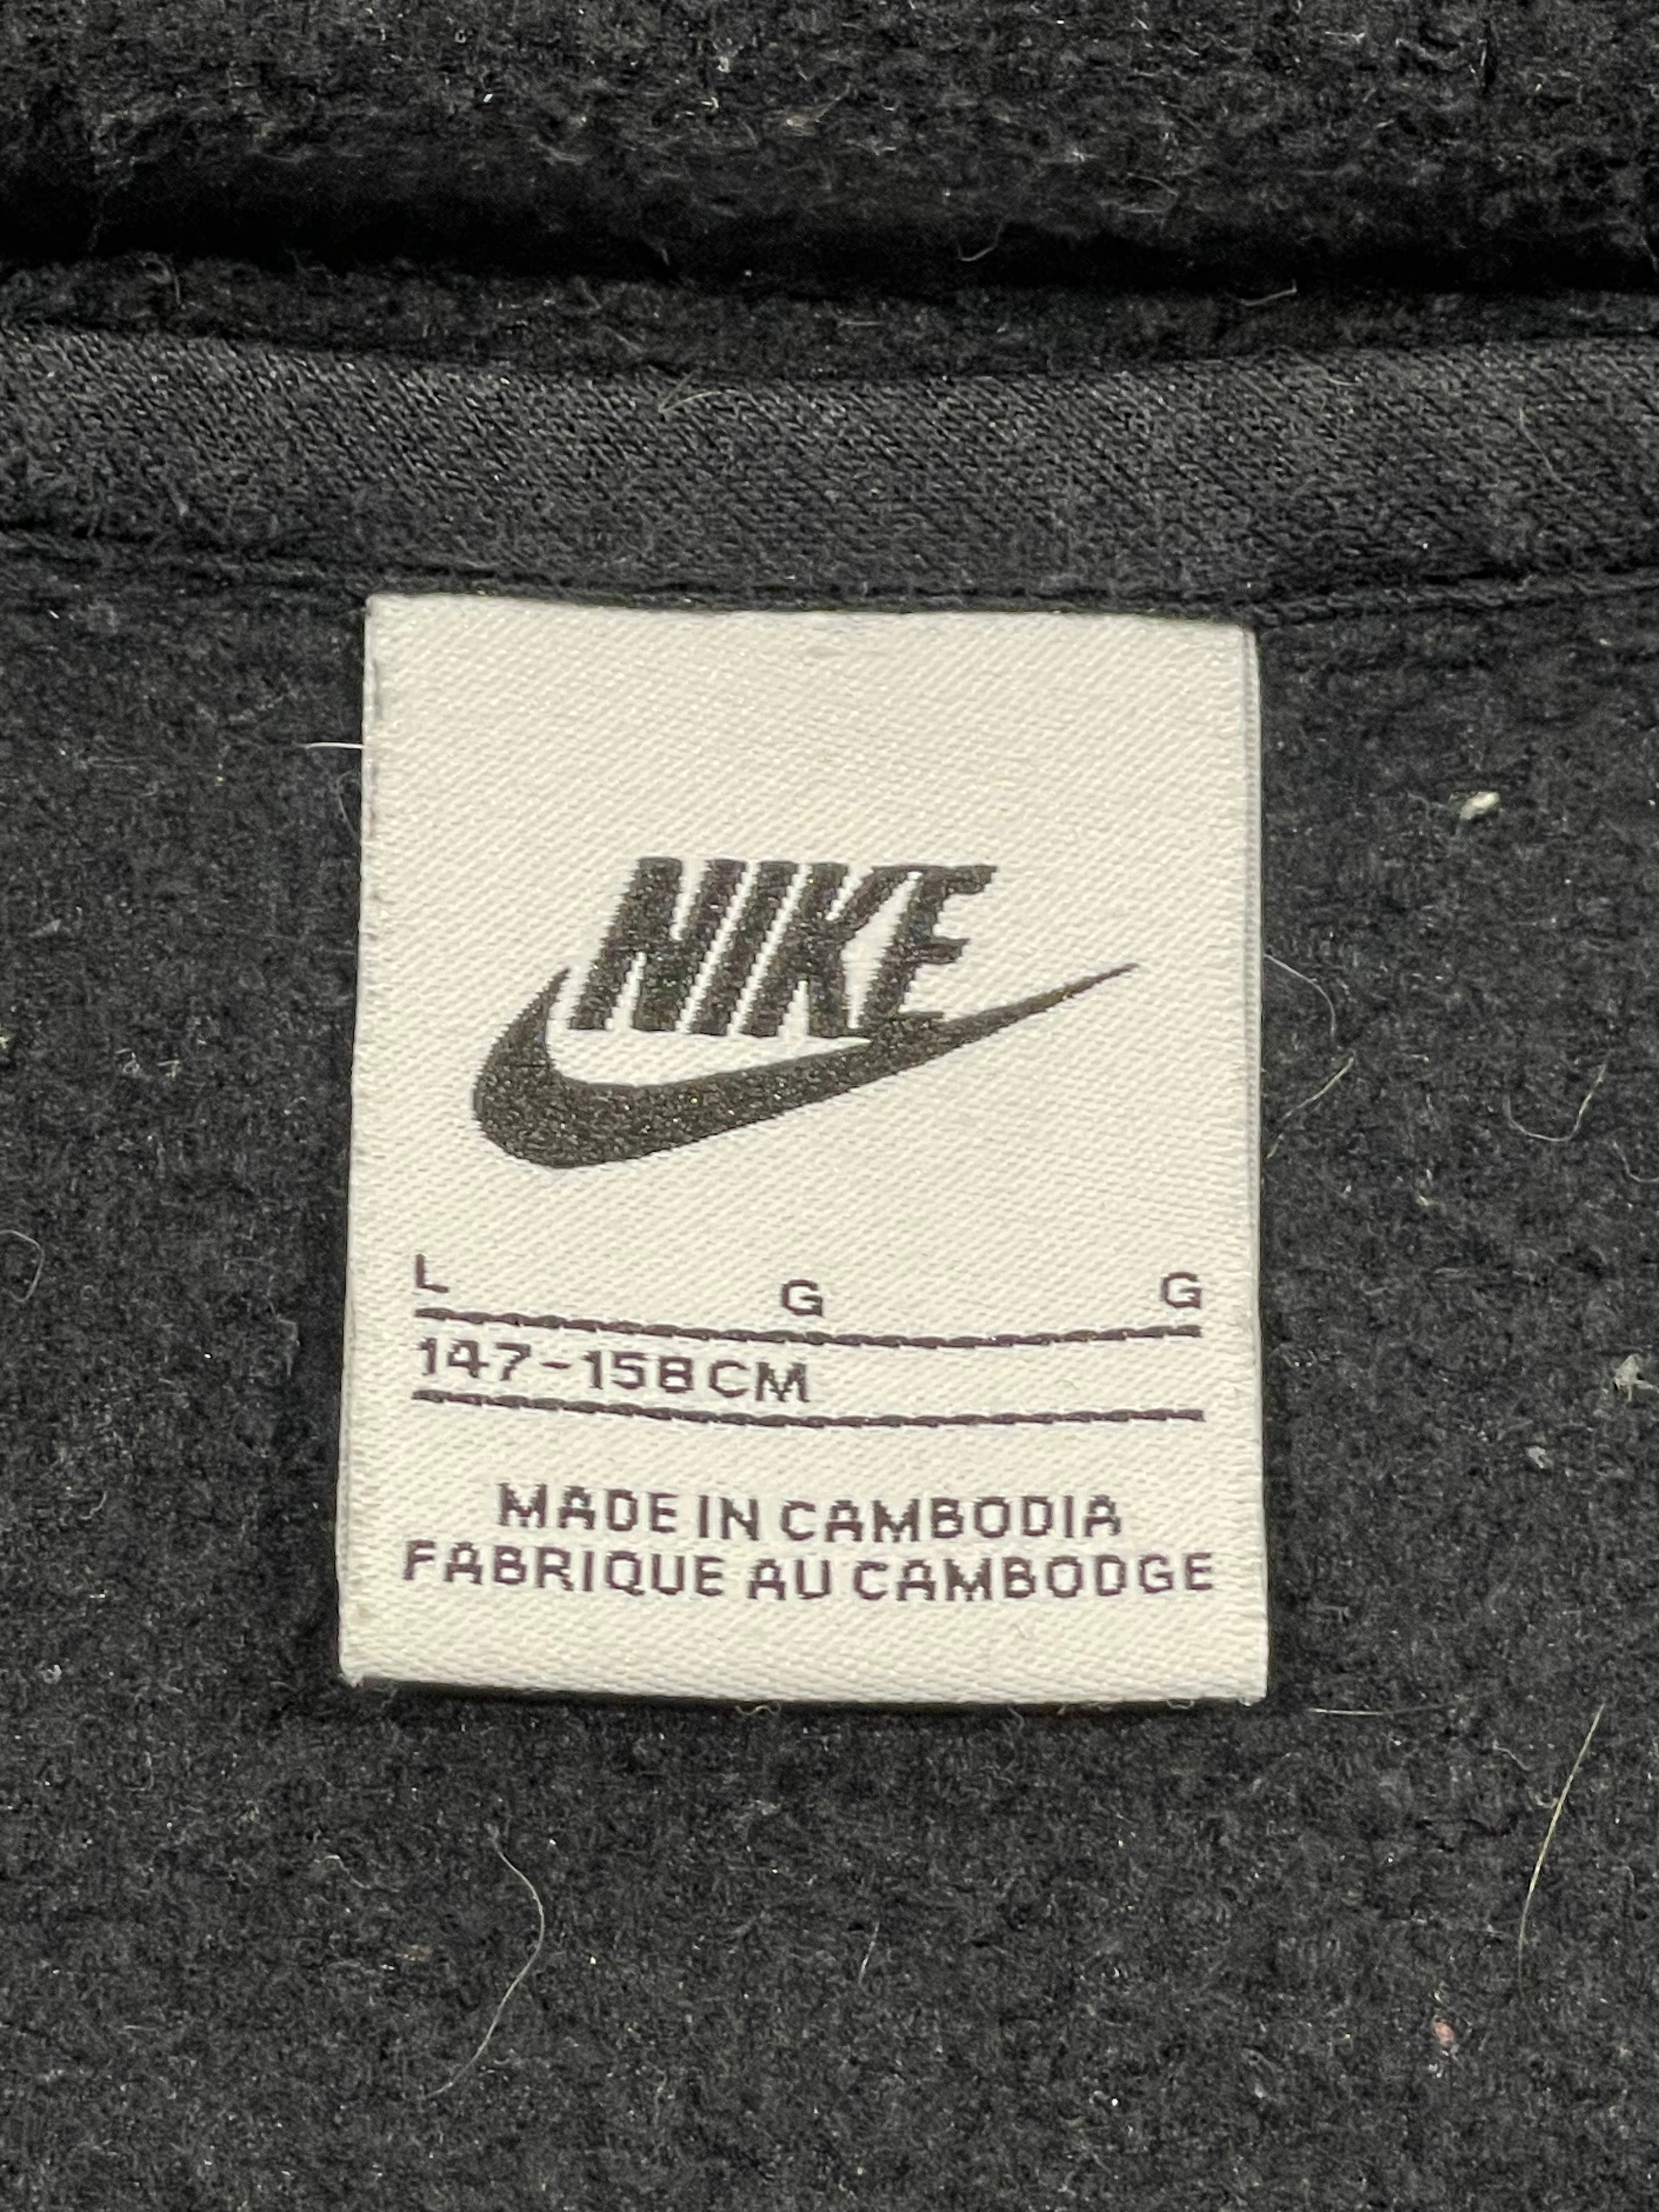 NIKE
L G G
147-158CM
MADE IN CAMBODIA
FABRIQUE AU CAMBODGE